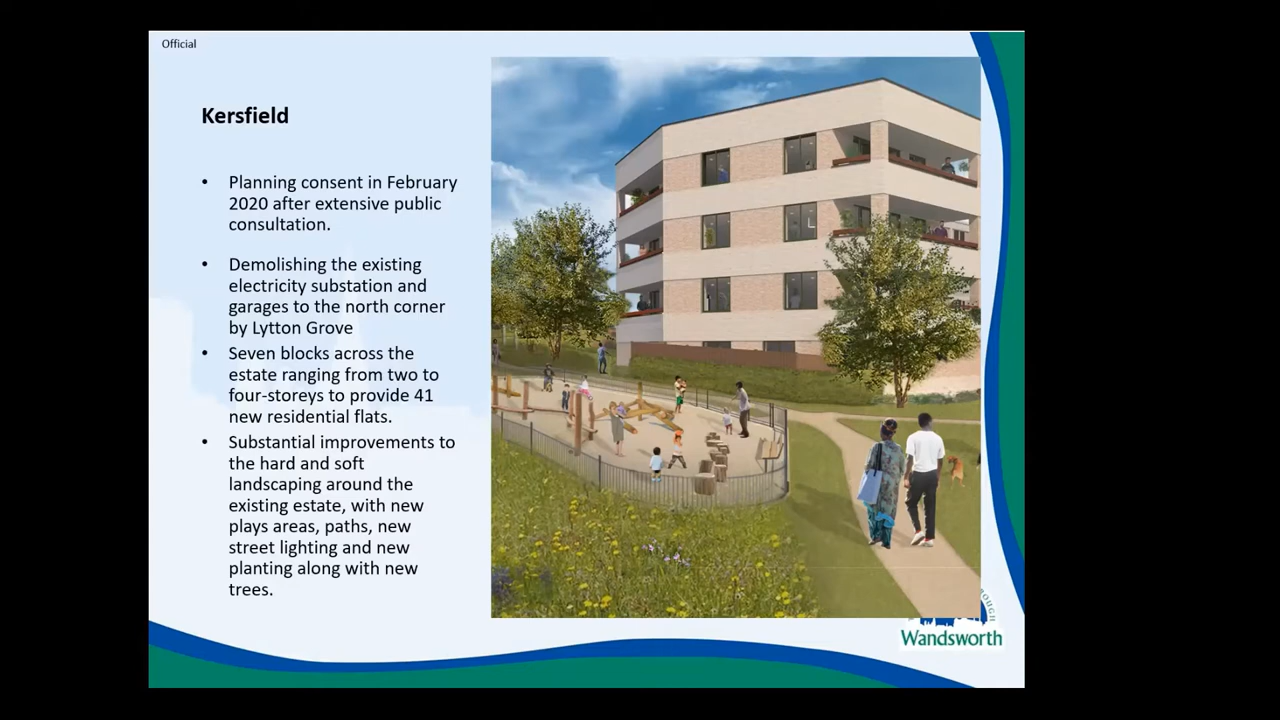 Official
Kersfield
• Planning consent in February
2020 after extensive public
consultation.
• Demolishing the existing
electricity substation and
garages to the north corner
by Lytton Grove
• Seven blocks across the
estate ranging from two to
four-storeys to provide 41
new residential flats.
• Substantial improvements to
the hard and soft
landscaping around the
existing estate, with new
plays areas, paths, new
street lighting and new
planting along with new
trees.
Wandsworth